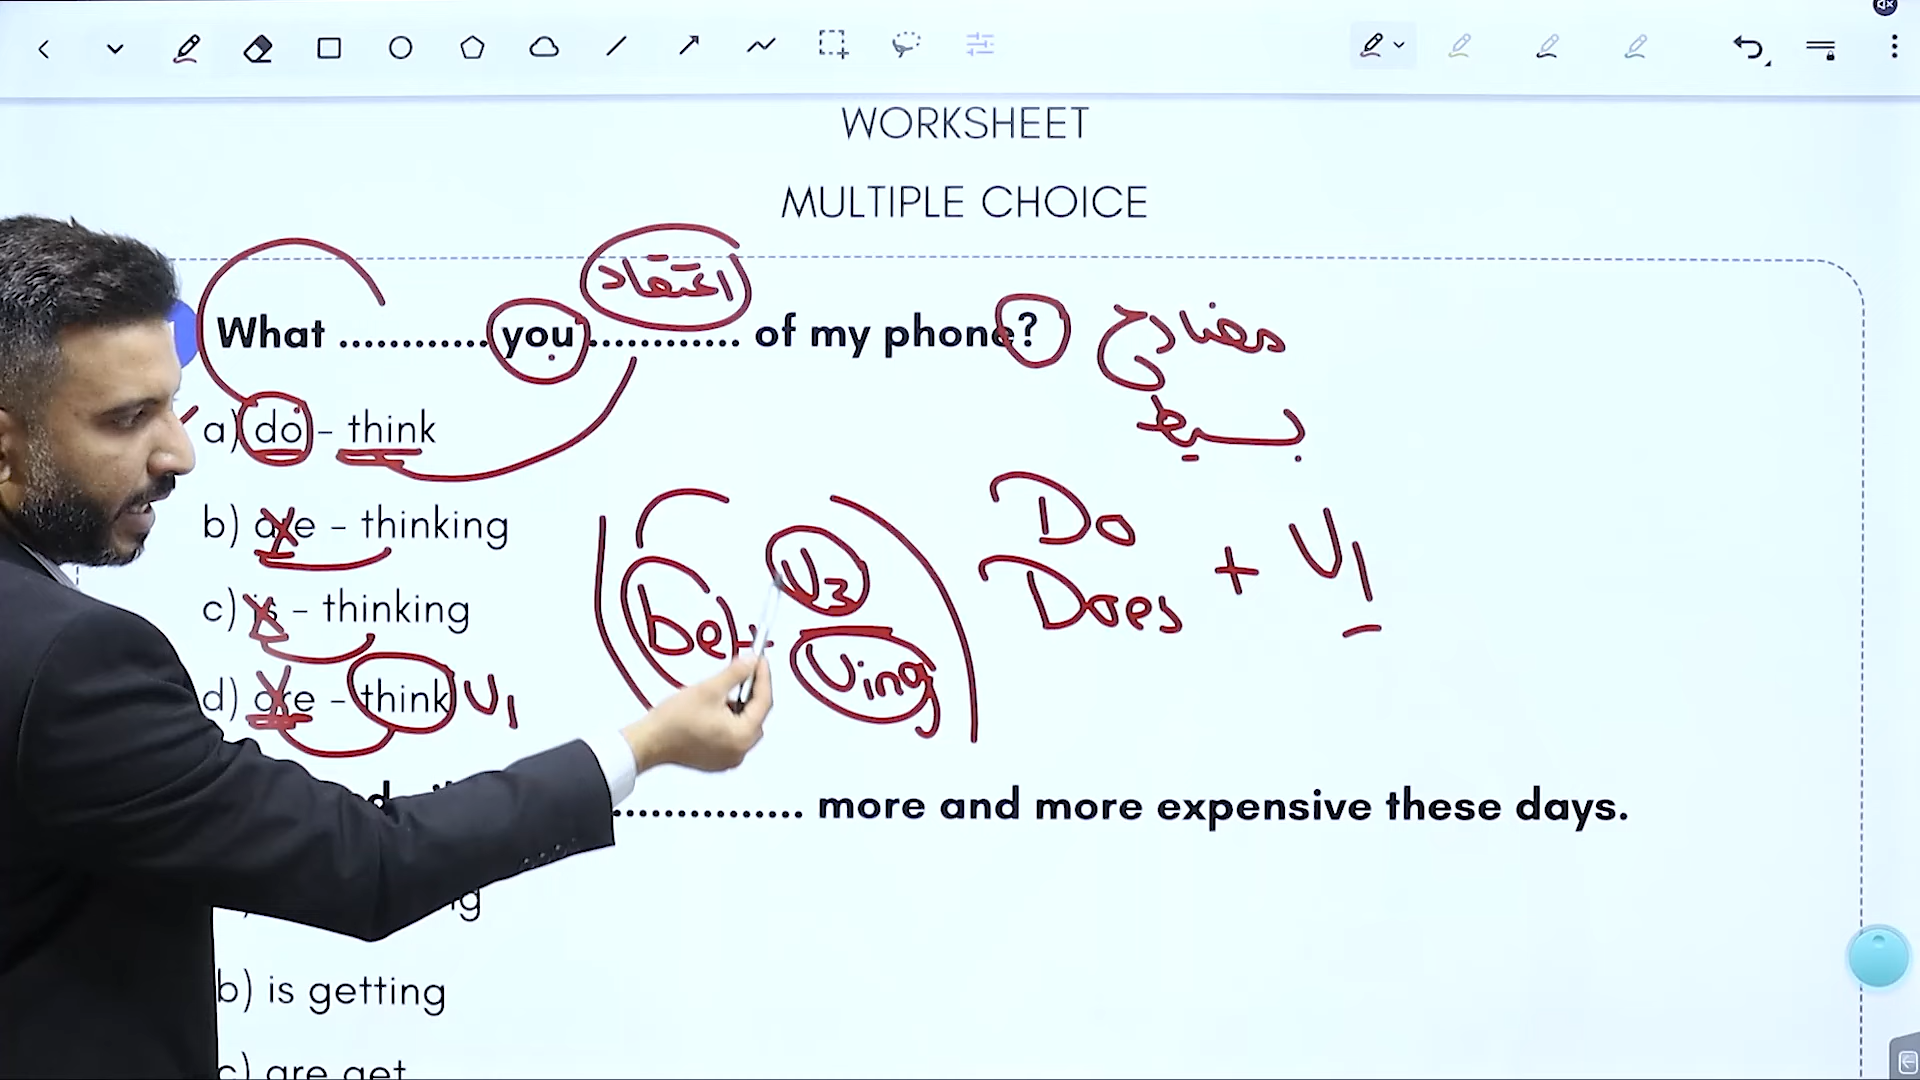 WORKSHEET
MULTIPLE CHOICE
اعتقاد
What ............ you ............ of my phone?
مضارع
بسيط
a) do - think
b) are - thinking
c) is - thinking
d) are - think V1
be + V3
Ving
Do
Does + V1
............... more and more expensive these days.
b) is getting
c) are get